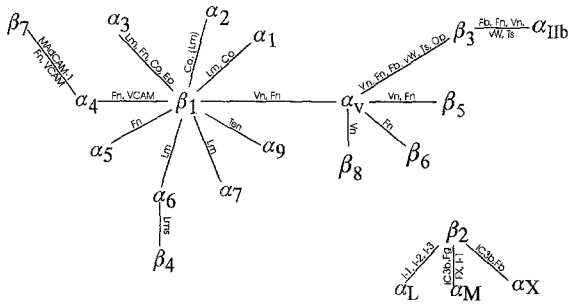 β7
MAdCAM-1
Fn, VCAM
α3
Lm, Fn, Co, Ep
α2
Co, (Lm)
α1
Lm, Co
β3
Fb, Fn, Vn,
vW, Ts
αIIb
Vn, Fn, Fb, vW, Ts, Op
α4
Fn, VCAM
β1
Vn, Fn
αv
Vn, Fn
β5
α5
Fn
Lm
α6
Lm
α7
Ten
α9
Vn
β8
Fn
β6
Lms
β4
β2
I-1, I-2, I-3
iC3b, Fg
FX, I-1
iC3b, Fb
αL
αM
αX